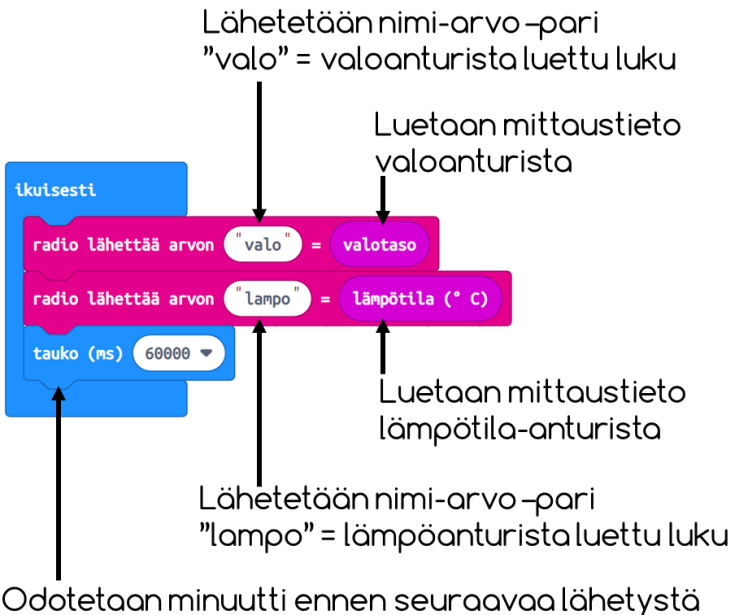 Lähetetään nimi-arvo –pari
”valo” = valoanturista luettu luku
Luetaan mittaustieto
valoanturista
ikuisesti
radio lähettää arvon "valo" = valotaso
radio lähettää arvon "lampo" = lämpötila (° C)
tauko (ms) 60000
Luetaan mittaustieto
lämpötila-anturista
Lähetetään nimi-arvo –pari
”lampo” = lämpöanturista luettu luku
Odotetaan minuutti ennen seuraavaa lähetystä